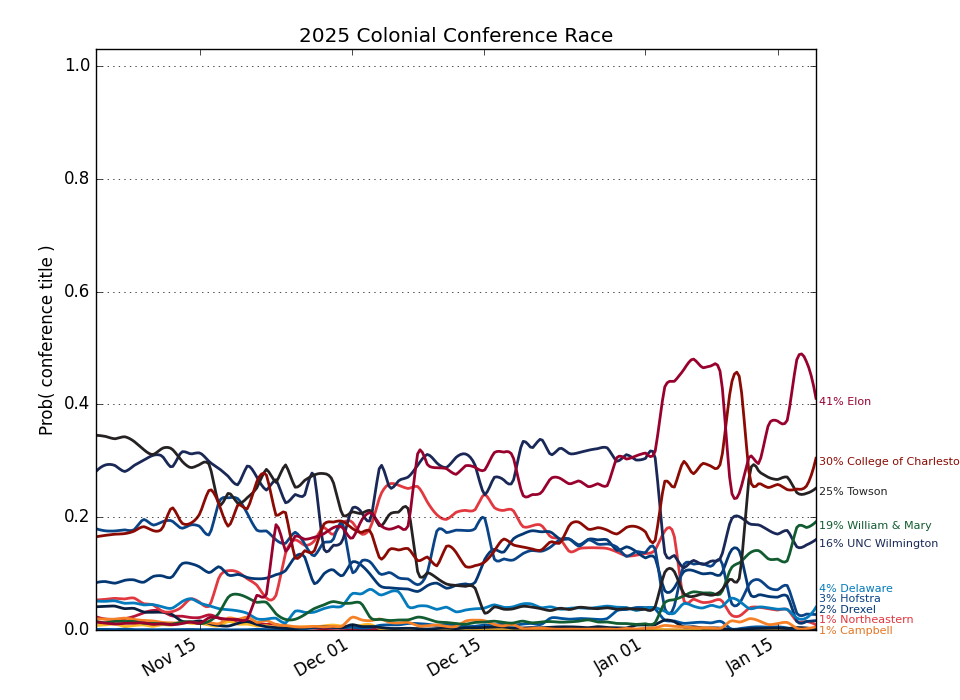 2025 Colonial Conference Race
Prob( conference title )
1.0
0.8
0.6
0.4
0.2
0.0
Nov 15
Dec 01
Dec 15
Jan 01
Jan 15
41% Elon
30% College of Charlesto
25% Towson
19% William & Mary
16% UNC Wilmington
4% Delaware
3% Hofstra
2% Drexel
1% Northeastern
1% Campbell